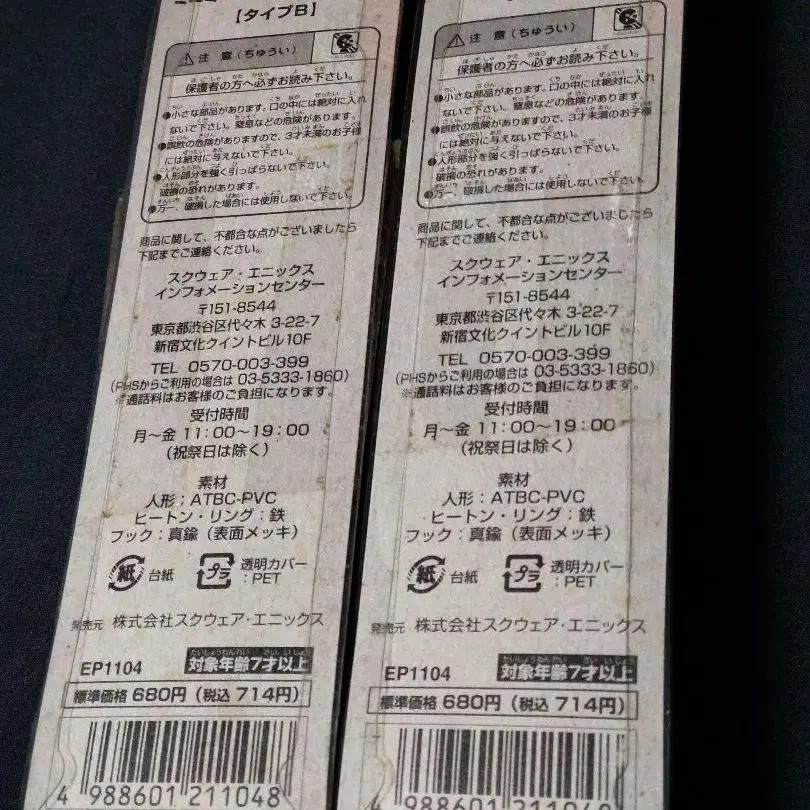 【タイプB】
注 意（ちゅうい）
保護者の方へ必ずお読み下さい。
●小さな部品があります。口の中には絶対に入れ
ないで下さい。窒息などの危険があります。
●誤飲の危険がありますので、3才未満のお子様
には絶対に与えないで下さい。
●人形部分を強く引っぱらないで下さい。
破損の恐れがあります。
●万一、破損した場合には使用しないで下さい。
商品に関して、不都合な点がございましたら
下記までご連絡ください。
スクウェア・エニックス
インフォメーションセンター
〒151-8544
東京都渋谷区代々木 3-22-7
新宿文化クイントビル 10F
TEL 0570-003-399
（PHSからご利用の場合は 03-5333-1860）
※通話料はお客様のご負担になります。
受付時間
月～金 11:00～19:00
（祝祭日は除く）
素材
人形：ATBC-PVC
ヒートン・リング：鉄
フック：真鍮（表面メッキ）
紙 台紙 プラ 透明カバー
：PET
発売元 株式会社スクウェア・エニックス
EP1104 対象年齢7才以上
標準価格 680円（税込 714円）
4 988601 211048
注 意（ちゅうい）
保護者の方へ必ずお読み下さい。
●小さな部品があります。口の中には絶対に入れ
ないで下さい。窒息などの危険があります。
●誤飲の危険がありますので、3才未満のお子様
には絶対に与えないで下さい。
●人形部分を強く引っぱらないで下さい。
破損の恐れがあります。
●万一、破損した場合には使用しないで下さい。
商品に関して、不都合な点がございましたら
下記までご連絡ください。
スクウェア・エニックス
インフォメーションセンター
〒151-8544
東京都渋谷区代々木 3-22-7
新宿文化クイントビル 10F
TEL 0570-003-399
（PHSからご利用の場合は 03-5333-1860）
※通話料はお客様のご負担になります。
受付時間
月～金 11:00～19:00
（祝祭日は除く）
素材
人形：ATBC-PVC
ヒートン・リング：鉄
フック：真鍮（表面メッキ）
紙 台紙 プラ 透明カバー
：PET
発売元 株式会社スクウェア・エニックス
EP1104 対象年齢7才以上
標準価格 680円（税込 714円）
4 988601 211048